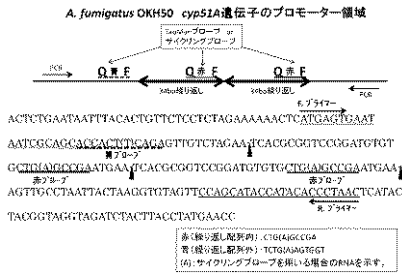 A. fumigatus OKH50 cyp51A遺伝子のプロモーター領域
TaqManプローブ or
サイクリングプローブ
PCR
Q 青 F
Q 赤 F
Q 赤 F
34bp繰り返し
34bp繰り返し
PCR
F. プライマー
ACTCTGAATAATTTACACTGTTCTCCTCTAGAAAAAACTCATGAGTGAAT
AATCGCAGCACCACTTCAGAGTTGTCTAGAATCACGCGGTCCGGATGTGT
青プローブ
GCTGAGCCGAATGAATCACGCGGTCCGGATGTGTGCTGAGCCGAATGAA
赤プローブ
赤プローブ
AGTTGCCTAATTACTAAGGTGTAGTTCCAGCATACCATACACCCTAACTCATAC
R. プライマー
TACGGTAGGTAGATCTACTTACCTATGAACC
赤(繰り返し配列内):CTG(A)GCCGA
青(繰り返し配列外):TCTG(A)AGTGGT
(A):サイクリングプローブを用いる場合のRNAを示す。